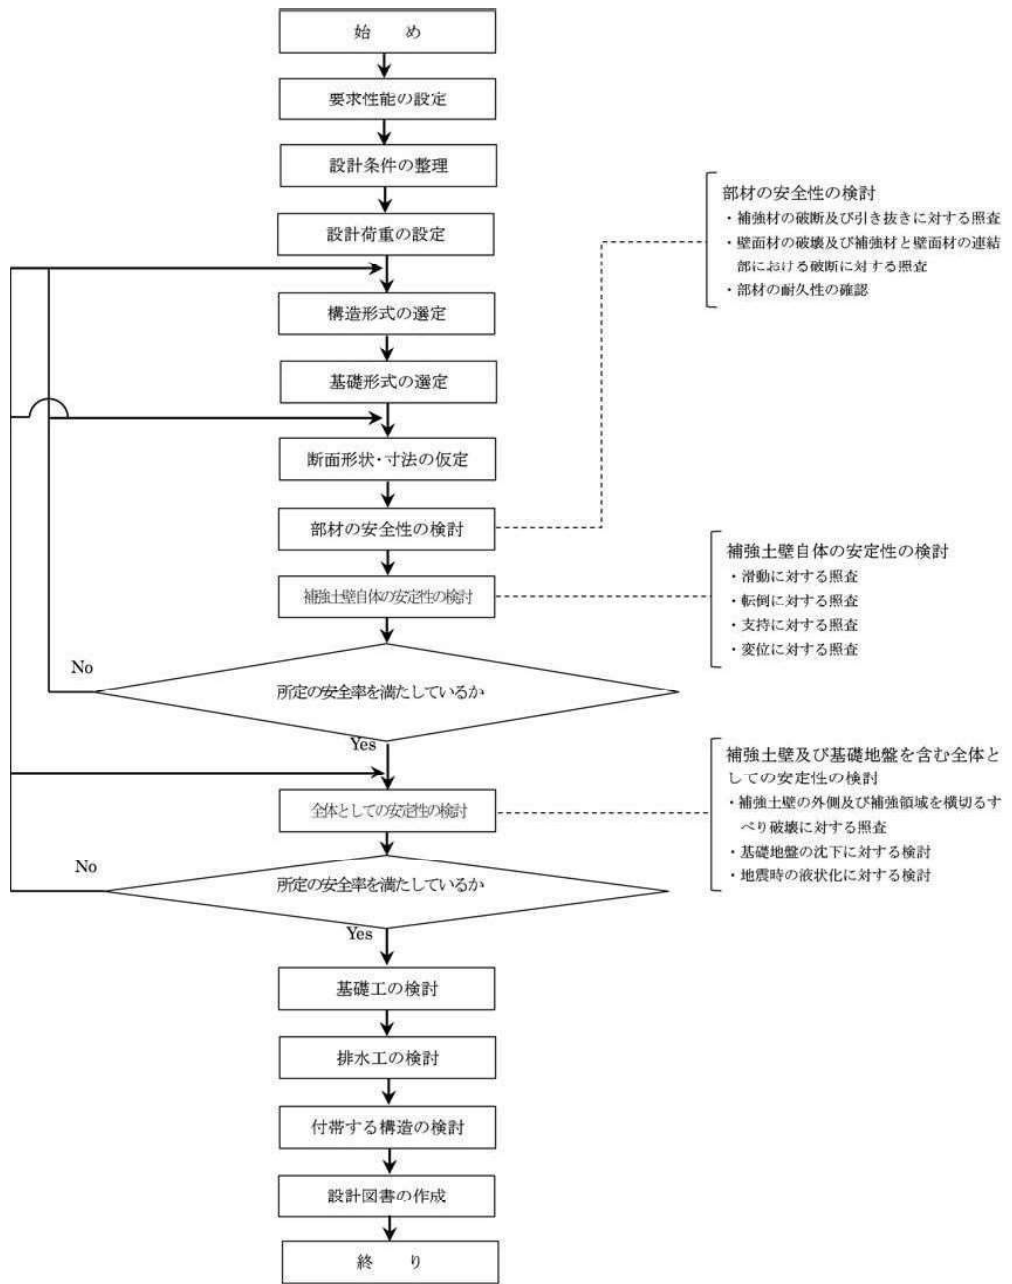 始　め
要求性能の設定
設計条件の整理
設計荷重の設定
構造形式の選定
基礎形式の選定
断面形状・寸法の仮定
部材の安全性の検討
補強土壁自体の安定性の検討
No
所定の安全率を満たしているか
Yes
全体としての安定性の検討
No
所定の安全率を満たしているか
Yes
基礎工の検討
排水工の検討
付帯する構造の検討
設計図書の作成
終　り
部材の安全性の検討
・補強材の破断及び引き抜きに対する照査
・壁面材の破壊及び補強材と壁面材の連結
部における破断に対する照査
・部材の耐久性の確認
補強土壁自体の安定性の検討
・滑動に対する照査
・転倒に対する照査
・支持に対する照査
・変位に対する照査
補強土壁及び基礎地盤を含む全体と
しての安定性の検討
・補強土壁の外側及び補強領域を横切るす
べり破壊に対する照査
・基礎地盤の沈下に対する検討
・地震時の液状化に対する検討